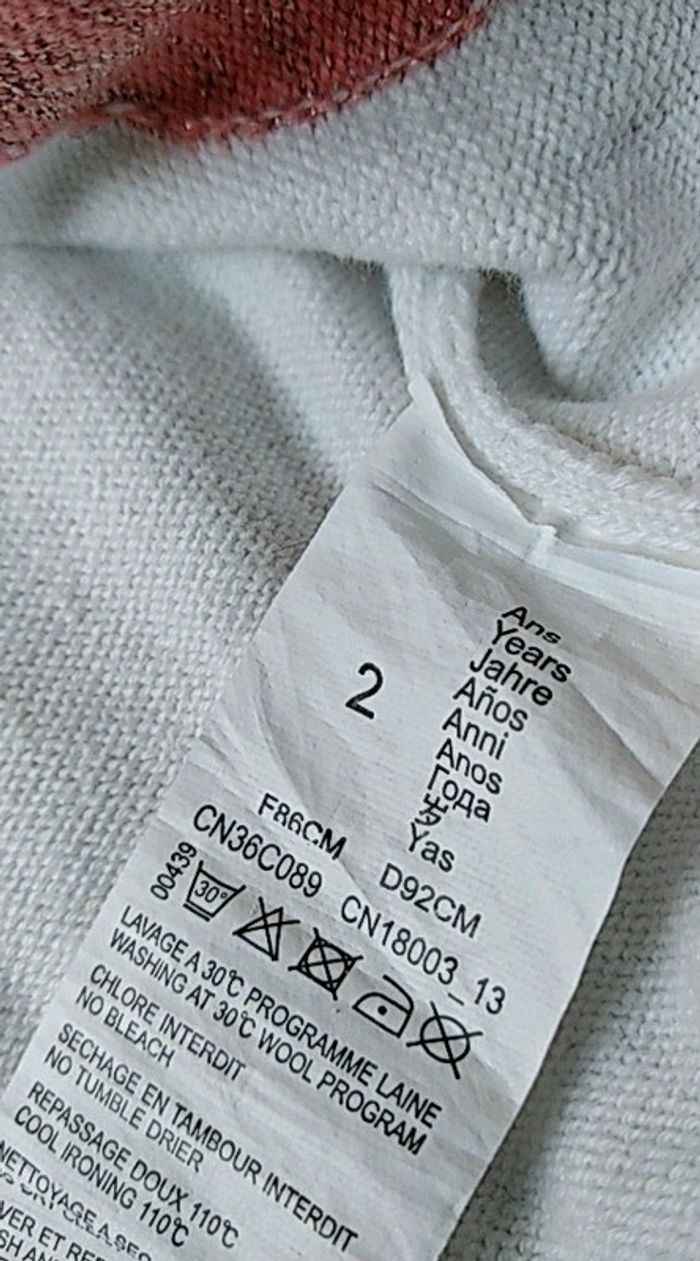 2
Ans
Years
Jahre
Años
Anni
Anos
Года
岁
Yas
F86CM D92CM
CN36C089 CN18003_13
00439
30°
LAVAGE A 30℃ PROGRAMME LAINE
WASHING AT 30℃ WOOL PROGRAM
CHLORE INTERDIT
NO BLEACH
SECHAGE EN TAMBOUR INTERDIT
NO TUMBLE DRIER
REPASSAGE DOUX 110℃
COOL IRONING 110℃
NETTOYAGE A SEC